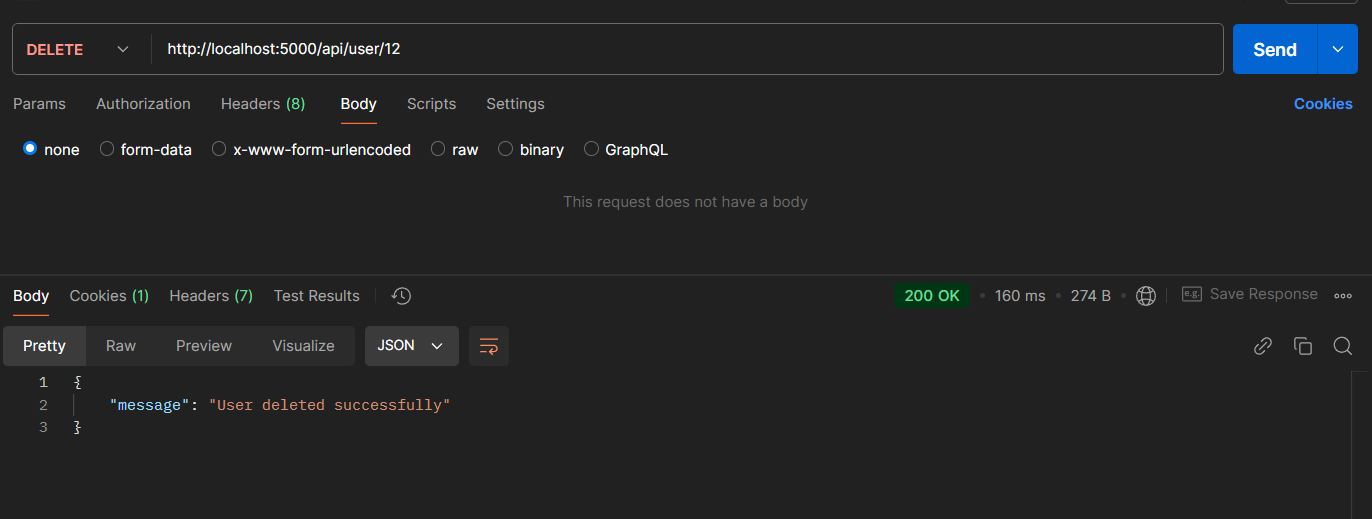 DELETE http://localhost:5000/api/user/12 Send
Params Authorization Headers (8) Body Scripts Settings Cookies
none form-data x-www-form-urlencoded raw binary GraphQL
This request does not have a body
Body Cookies (1) Headers (7) Test Results 200 OK 160 ms 274 B e.g. Save Response
Pretty Raw Preview Visualize JSON
1 {
2 "message": "User deleted successfully"
3 }